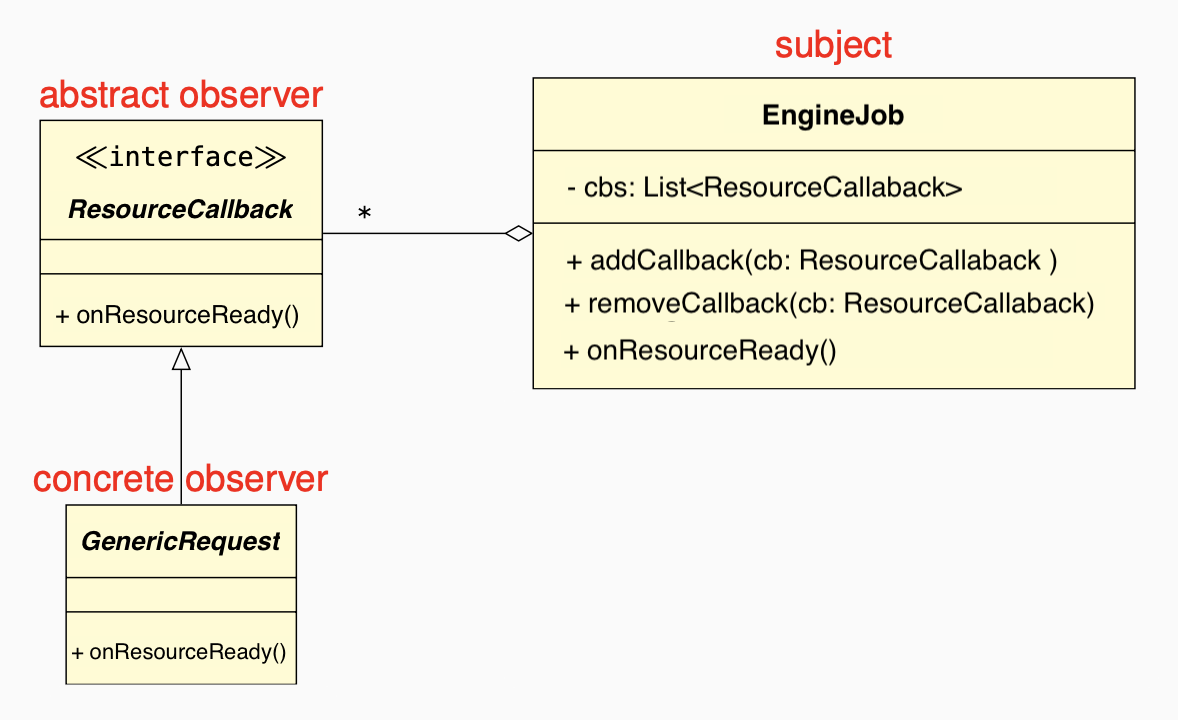 subject
abstract observer
EngineJob
≪interface≫
- cbs: List<ResourceCallaback>
ResourceCallback
*
+ addCallback(cb: ResourceCallaback )
+ removeCallback(cb: ResourceCallaback)
+ onResourceReady()
+ onResourceReady()
concrete observer
GenericRequest
+ onResourceReady()